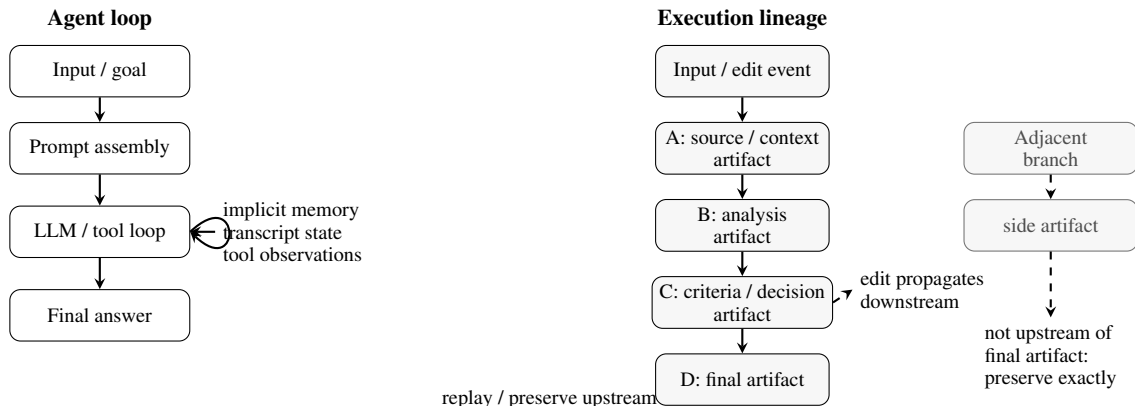 Agent loop
Input / goal
Prompt assembly
LLM / tool loop
implicit memory
transcript state
tool observations
Final answer
Execution lineage
Input / edit event
A: source / context
artifact
B: analysis
artifact
C: criteria / decision
artifact
edit propagates
downstream
D: final artifact
replay / preserve upstream
Adjacent
branch
side artifact
not upstream of
final artifact:
preserve exactly